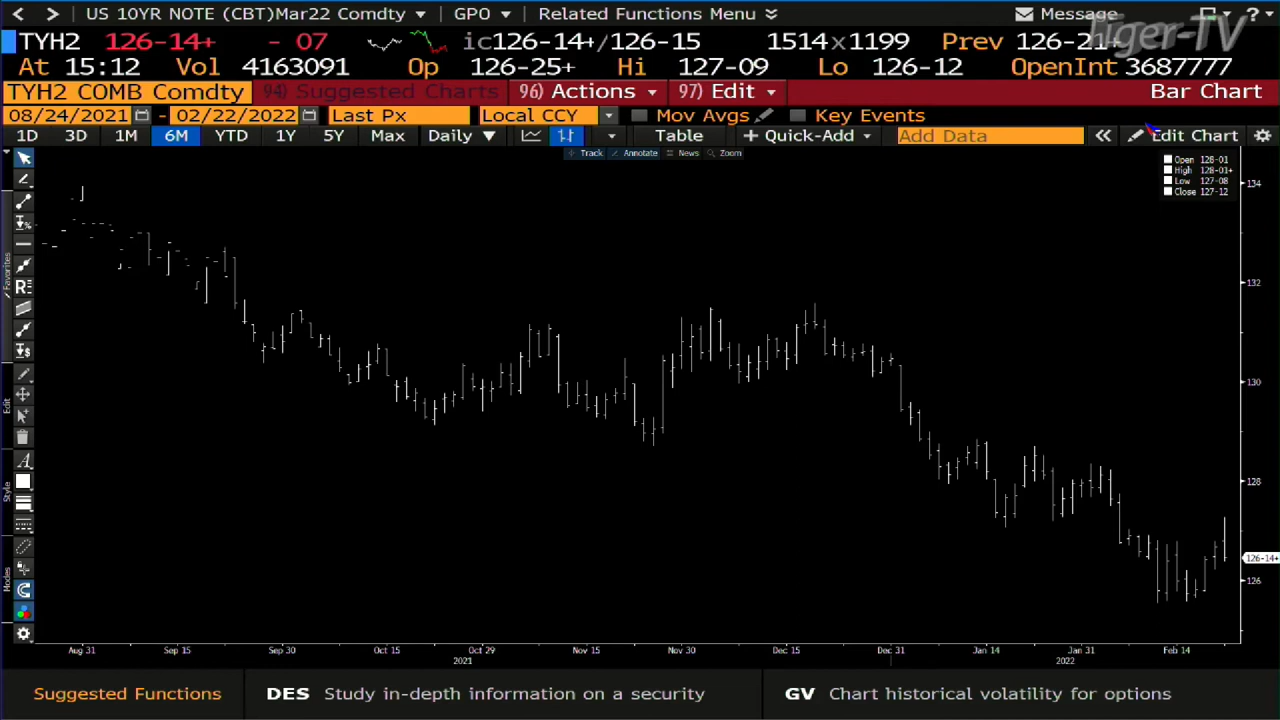 US 10YR NOTE (CBT)Mar22 Comdty GPO Related Functions Menu Message ?
TYH2 126-14+ - 07 ic126-14+/126-15 1514x1199 Prev 126-21+
Tiger-TV
At 15:12 Vol 4163091 Op 126-25+ Hi 127-09 Lo 126-12 OpenInt 3687777
TYH2 COMB Comdty 94) Suggested Charts 96) Actions 97) Edit Bar Chart
08/24/2021 - 02/22/2022 Last Px Local CCY Mov Avgs Key Events
1D 3D 1M 6M YTD 1Y 5Y Max Daily Table + Quick-Add Add Data « Edit Chart
Track Annotate News Zoom
Open 128-01
High 128-01+
Low 127-08
Close 127-12
134
132
130
128
126-14+
126
Favorites
Edit
Style
Modes
Aug 31 Sep 15 Sep 30 Oct 15 Oct 29 Nov 15 Nov 30 Dec 15 Dec 31 Jan 14 Jan 31 Feb 14
2021 2022
Suggested Functions DES Study in-depth information on a security GV Chart historical volatility for options